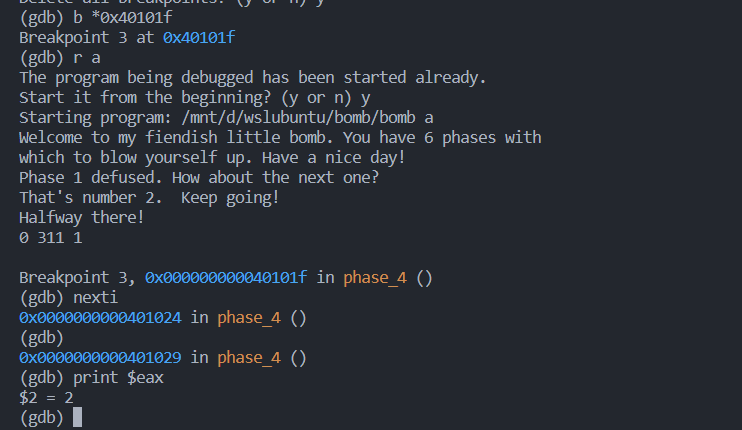 Delete all breakpoints? (y or n) y
(gdb) b *0x40101f
Breakpoint 3 at 0x40101f
(gdb) r a
The program being debugged has been started already.
Start it from the beginning? (y or n) y
Starting program: /mnt/d/wslubuntu/bomb/bomb a
Welcome to my fiendish little bomb. You have 6 phases with
which to blow yourself up. Have a nice day!
Phase 1 defused. How about the next one?
That's number 2.  Keep going!
Halfway there!
0 311 1

Breakpoint 3, 0x000000000040101f in phase_4 ()
(gdb) nexti
0x0000000000401024 in phase_4 ()
(gdb)
0x0000000000401029 in phase_4 ()
(gdb) print $eax
$2 = 2
(gdb)